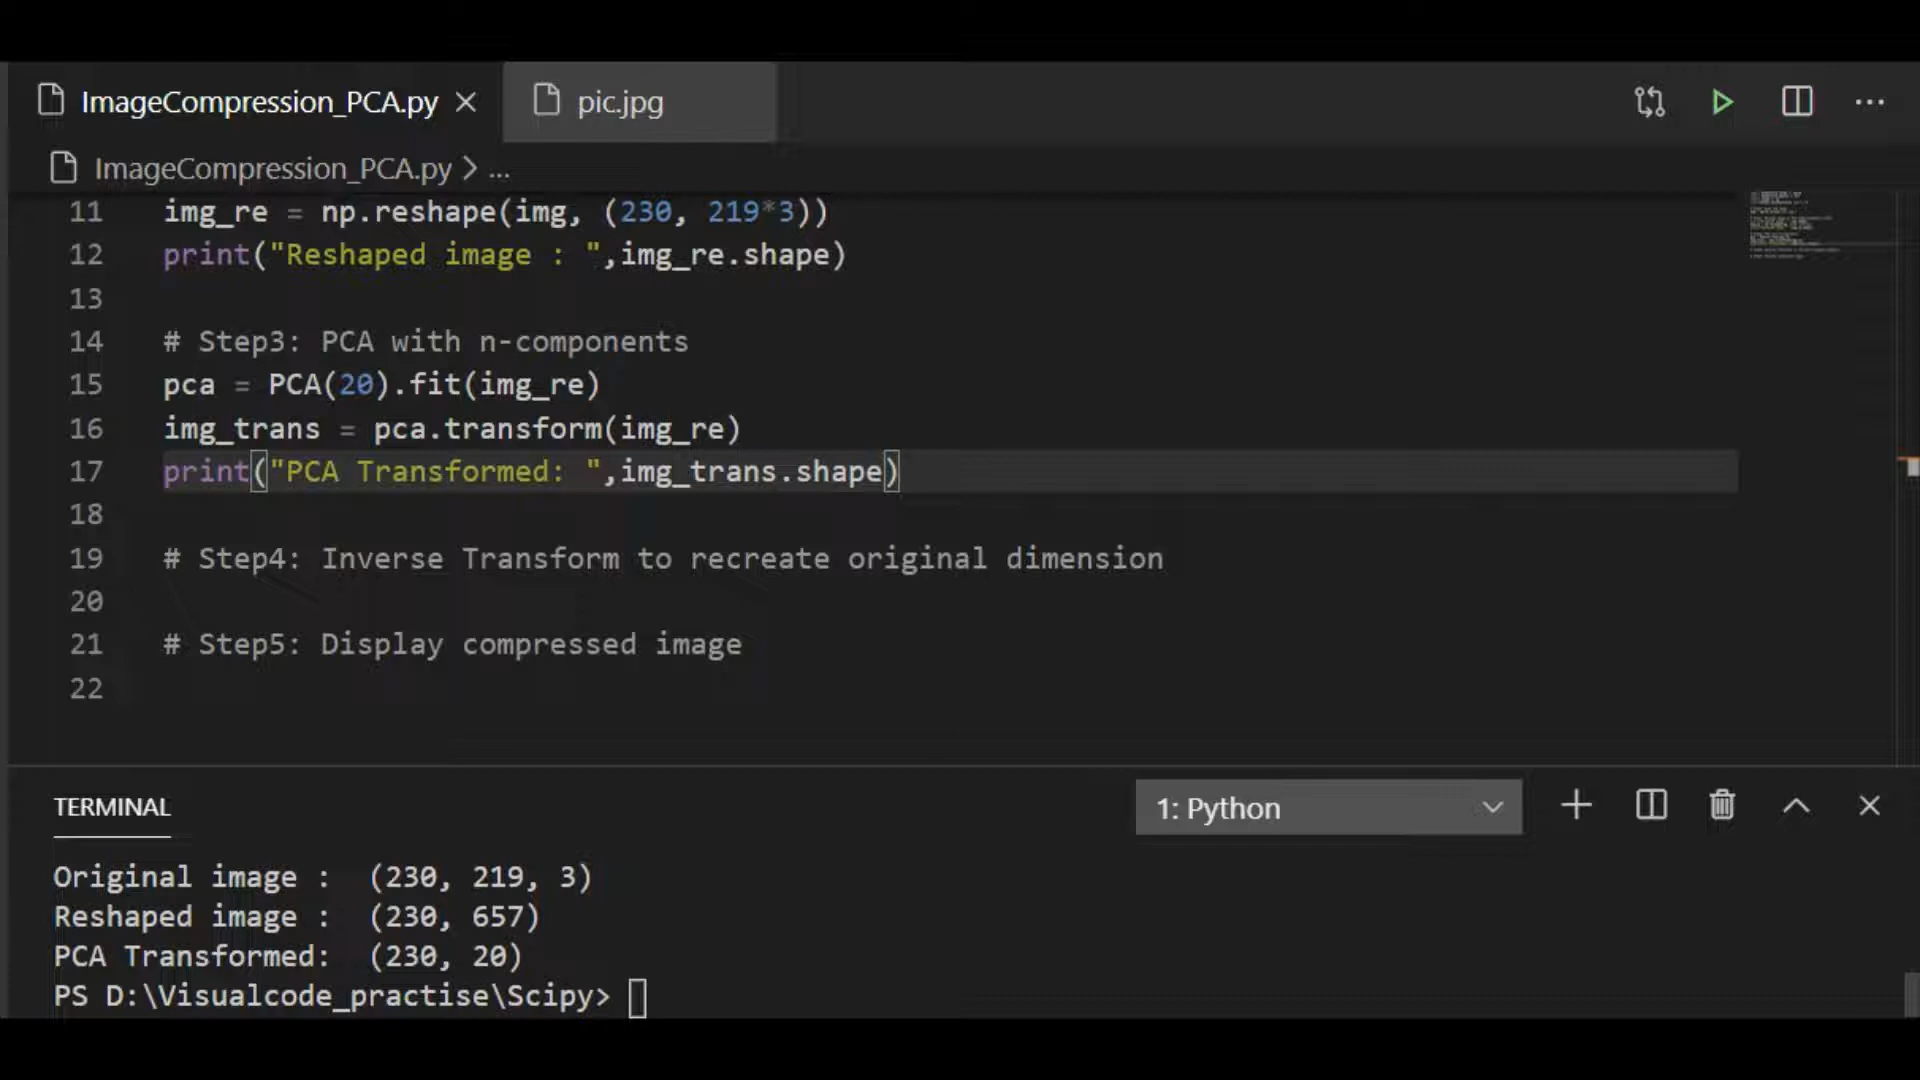 ImageCompression_PCA.py pic.jpg
ImageCompression_PCA.py > ...
11 img_re = np.reshape(img, (230, 219*3))
12 print("Reshaped image : ",img_re.shape)
13
14 # Step3: PCA with n-components
15 pca = PCA(20).fit(img_re)
16 img_trans = pca.transform(img_re)
17 print("PCA Transformed: ",img_trans.shape)
18
19 # Step4: Inverse Transform to recreate original dimension
20
21 # Step5: Display compressed image
22
TERMINAL 1: Python
Original image :  (230, 219, 3)
Reshaped image :  (230, 657)
PCA Transformed:  (230, 20)
PS D:\Visualcode_practise\Scipy>